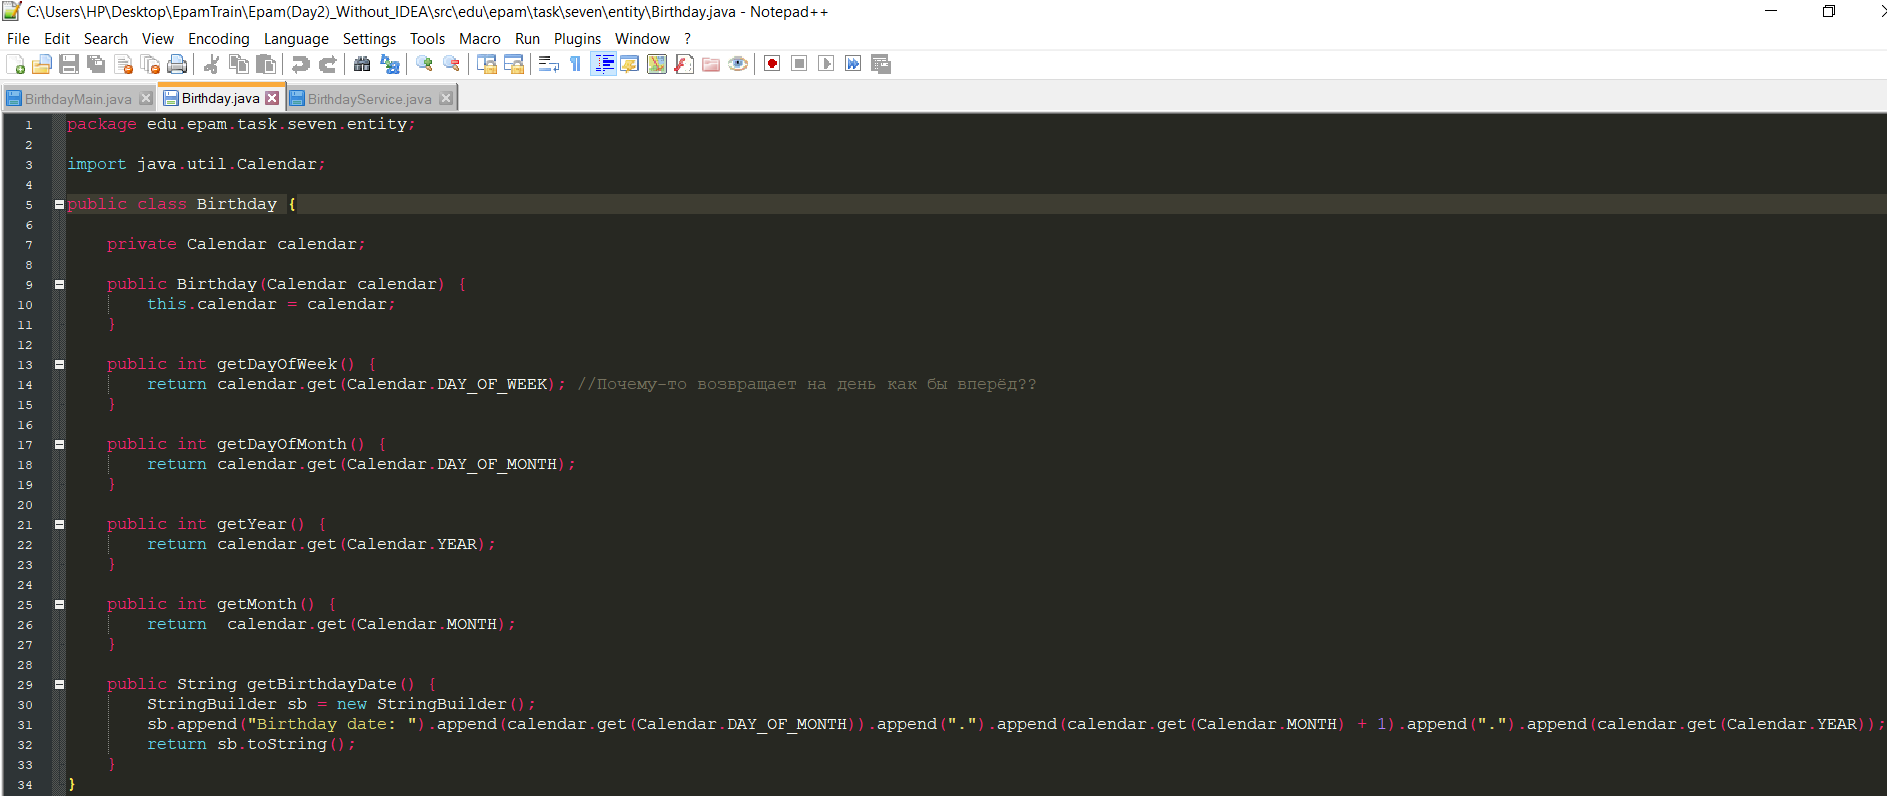 C:\Users\HP\Desktop\EpamTrain\Epam(Day2)_Without_IDEA\src\edu\epam\task\seven\entity\Birthday.java - Notepad++
File Edit Search View Encoding Language Settings Tools Macro Run Plugins Window ?
BirthdayMain.java Birthday.java BirthdayService.java
1 package edu.epam.task.seven.entity;
2
3 import java.util.Calendar;
4
5 public class Birthday {
6
7 private Calendar calendar;
8
9 public Birthday(Calendar calendar) {
10 this.calendar = calendar;
11 }
12
13 public int getDayOfWeek() {
14 return calendar.get(Calendar.DAY_OF_WEEK); //Почему-то возвращает на день как бы вперёд??
15 }
16
17 public int getDayOfMonth() {
18 return calendar.get(Calendar.DAY_OF_MONTH);
19 }
20
21 public int getYear() {
22 return calendar.get(Calendar.YEAR);
23 }
24
25 public int getMonth() {
26 return  calendar.get(Calendar.MONTH);
27 }
28
29 public String getBirthdayDate() {
30 StringBuilder sb = new StringBuilder();
31 sb.append("Birthday date: ").append(calendar.get(Calendar.DAY_OF_MONTH)).append(".").append(calendar.get(Calendar.MONTH) + 1).append(".").append(calendar.get(Calendar.YEAR));
32 return sb.toString();
33 }
34 }